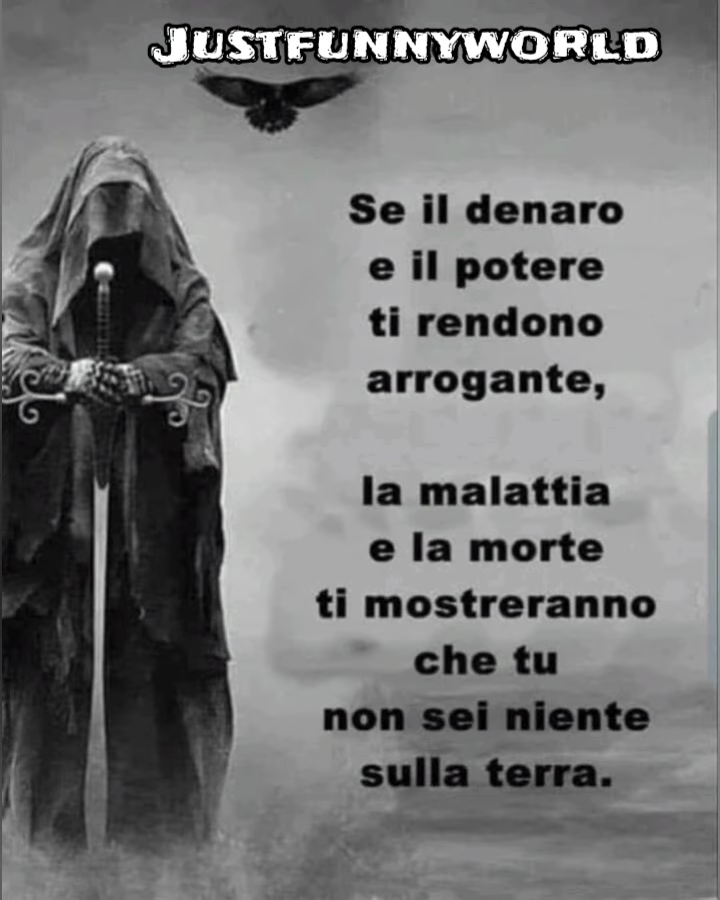 JUSTFUNNYWORLD
Se il denaro
e il potere
ti rendono
arrogante,
la malattia
e la morte
ti mostreranno
che tu
non sei niente
sulla terra.